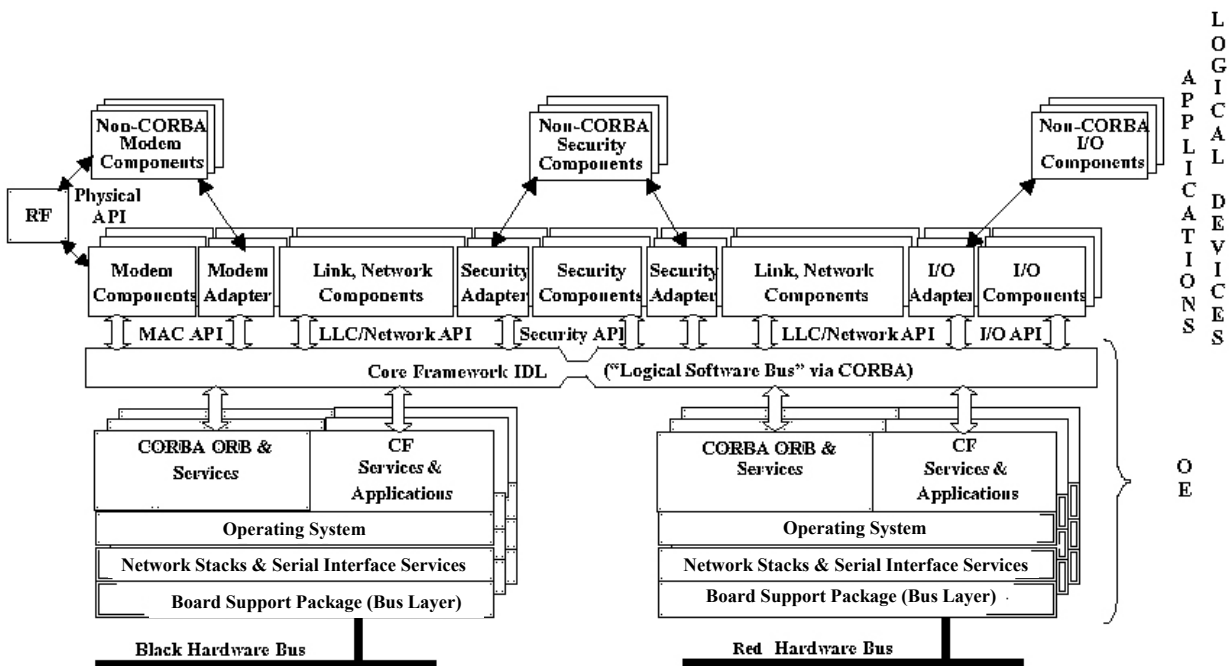 Non-CORBA
Modem
Components
Non-CORBA
Security
Components
Non-CORBA
I/O
Components
RF
Physical
API
Modem
Components
Modem
Adapter
Link, Network
Components
Security
Adapter
Security
Components
Security
Adapter
Link, Network
Components
I/O
Adapter
I/O
Components
MAC API
LLC/Network API
Security API
LLC/Network API
I/O API
Core Framework IDL
("Logical Software Bus" via CORBA)
CORBA ORB &
Services
CF
Services &
Applications
Operating System
Network Stacks & Serial Interface Services
Board Support Package (Bus Layer)
Black Hardware Bus
CORBA ORB &
Services
CF
Services &
Applications
Operating System
Network Stacks & Serial Interface Services
Board Support Package (Bus Layer)
Red Hardware Bus
APPLICATIONS
LOGICAL DEVICES
OE